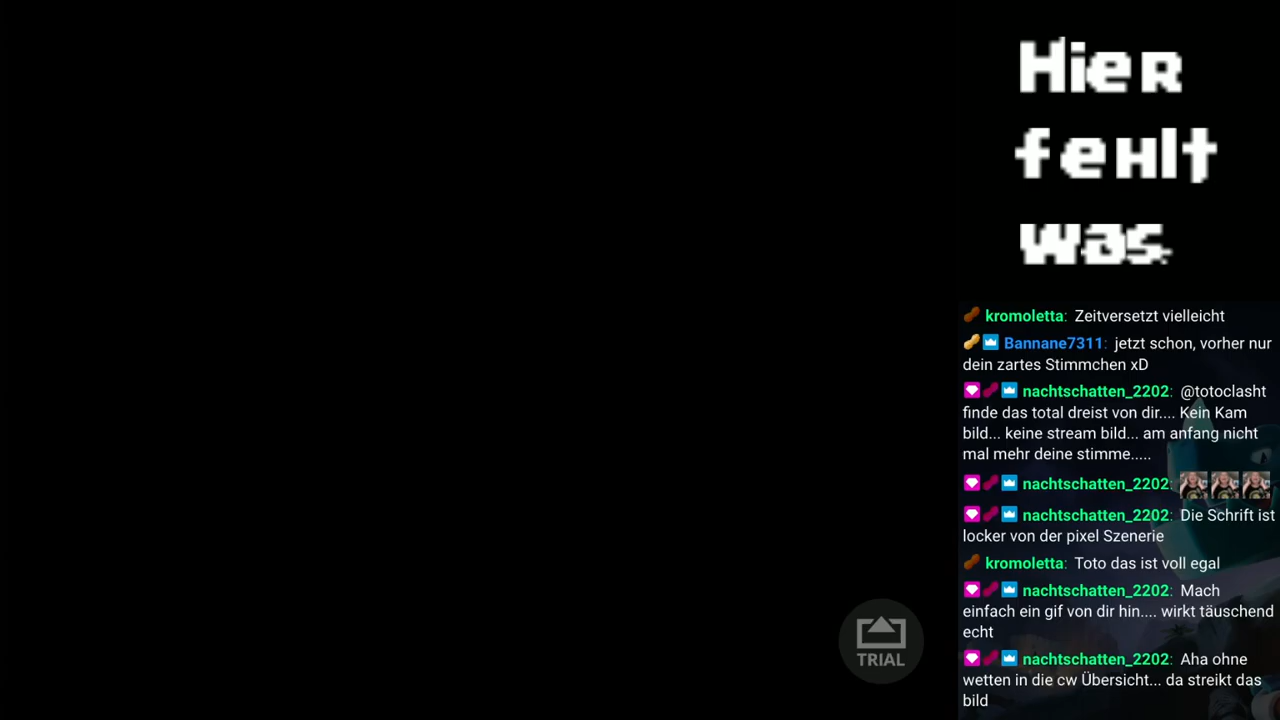 Hier
fehlt
was.
kromoletta: Zeitversetzt vielleicht
Bannane7311: jetzt schon, vorher nur
dein zartes Stimmchen xD
nachtschatten_2202: @totoclasht
finde das total dreist von dir.... Kein Kam
bild... keine stream bild... am anfang nicht
mal mehr deine stimme.....
nachtschatten_2202:
nachtschatten_2202: Die Schrift ist
locker von der pixel Szenerie
kromoletta: Toto das ist voll egal
nachtschatten_2202: Mach
einfach ein gif von dir hin.... wirkt täuschend
echt
nachtschatten_2202: Aha ohne
wetten in die cw Übersicht... da streikt das
bild
TRIAL